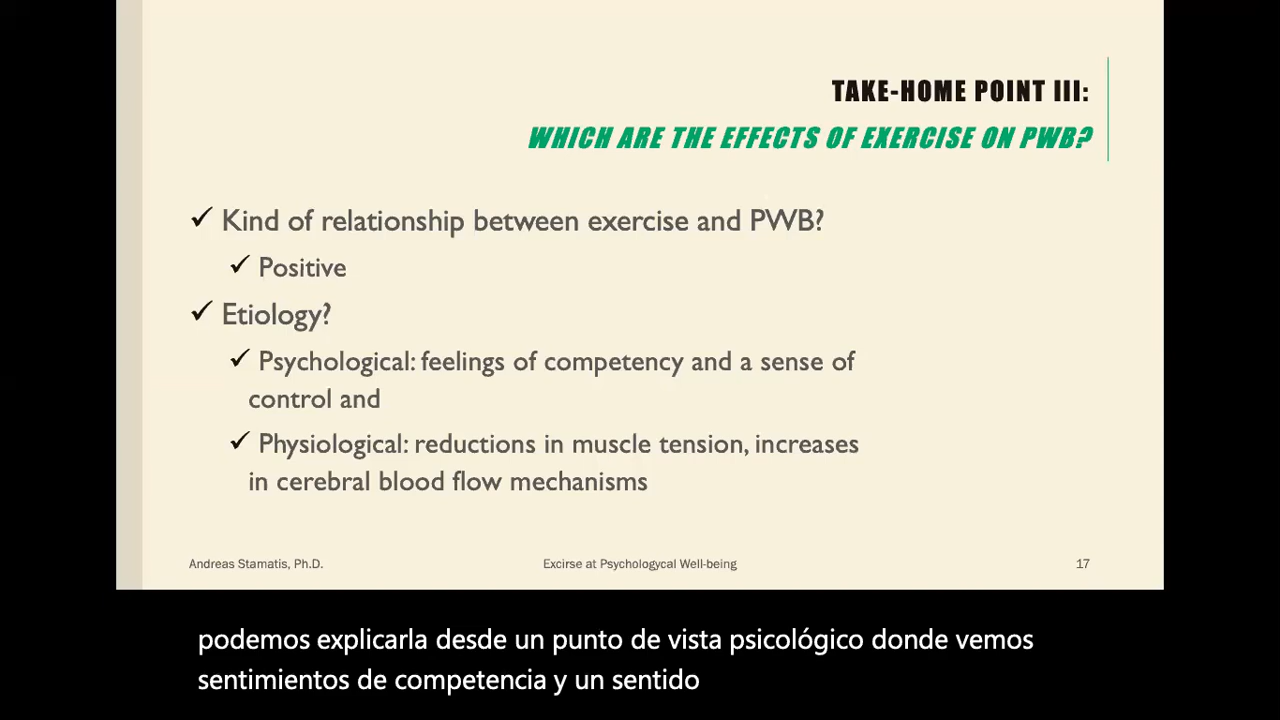 TAKE-HOME POINT III:
WHICH ARE THE EFFECTS OF EXERCISE ON PWB?
✓ Kind of relationship between exercise and PWB?
✓ Positive
✓ Etiology?
✓ Psychological: feelings of competency and a sense of
control and
✓ Physiological: reductions in muscle tension, increases
in cerebral blood flow mechanisms
Andreas Stamatis, Ph.D.
Excirse at Psychologycal Well-being
17
podemos explicarla desde un punto de vista psicológico donde vemos
sentimientos de competencia y un sentido